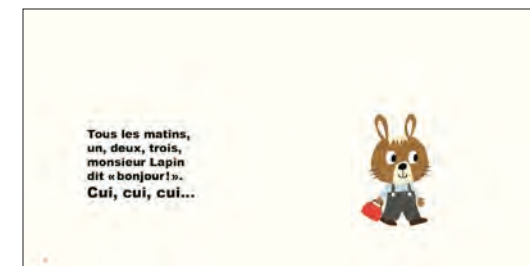 Tous les matins,
un, deux, trois,
monsieur Lapin
dit «bonjour!».
Cui, cui, cui...